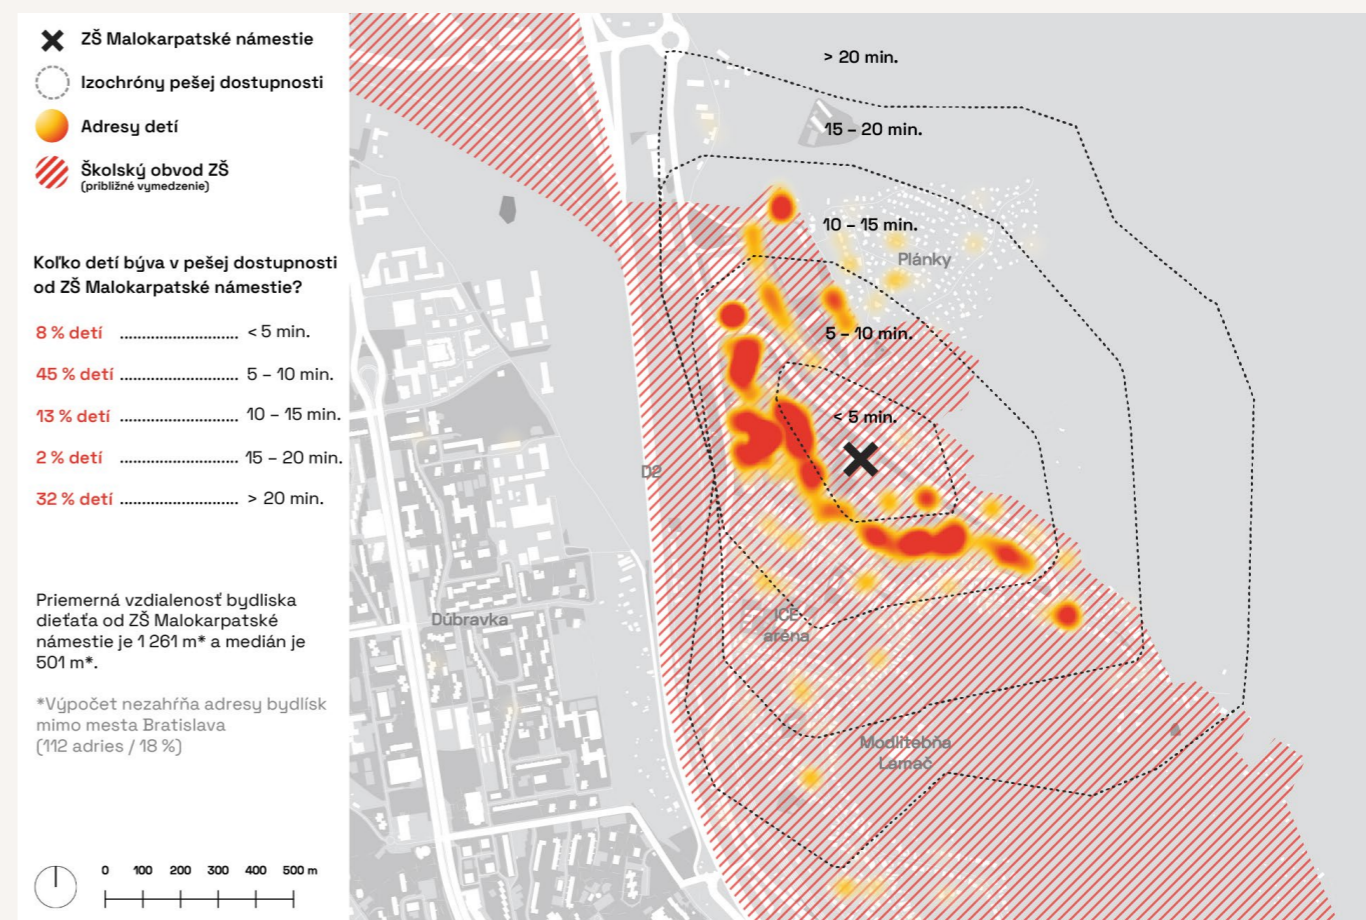 ZŠ Malokarpatské námestie
Izochróny pešej dostupnosti
Adresy detí
Školský obvod ZŠ
(približné vymedzenie)
Koľko detí býva v pešej dostupnosti
od ZŠ Malokarpatské námestie?
8 % detí ........................... < 5 min.
45 % detí ........................... 5 – 10 min.
13 % detí ........................... 10 – 15 min.
2 % detí ........................... 15 – 20 min.
32 % detí ........................... > 20 min.
Priemerná vzdialenosť bydliska
dieťaťa od ZŠ Malokarpatské
námestie je 1 261 m* a medián je
501 m*.
*Výpočet nezahŕňa adresy bydlísk
mimo mesta Bratislava
(112 adries / 18 %)
0 100 200 300 400 500 m
> 20 min.
15 – 20 min.
10 – 15 min.
Plánky
5 – 10 min.
< 5 min.
D2
Dúbravka
ICE
aréna
Modlitebňa
Lamač